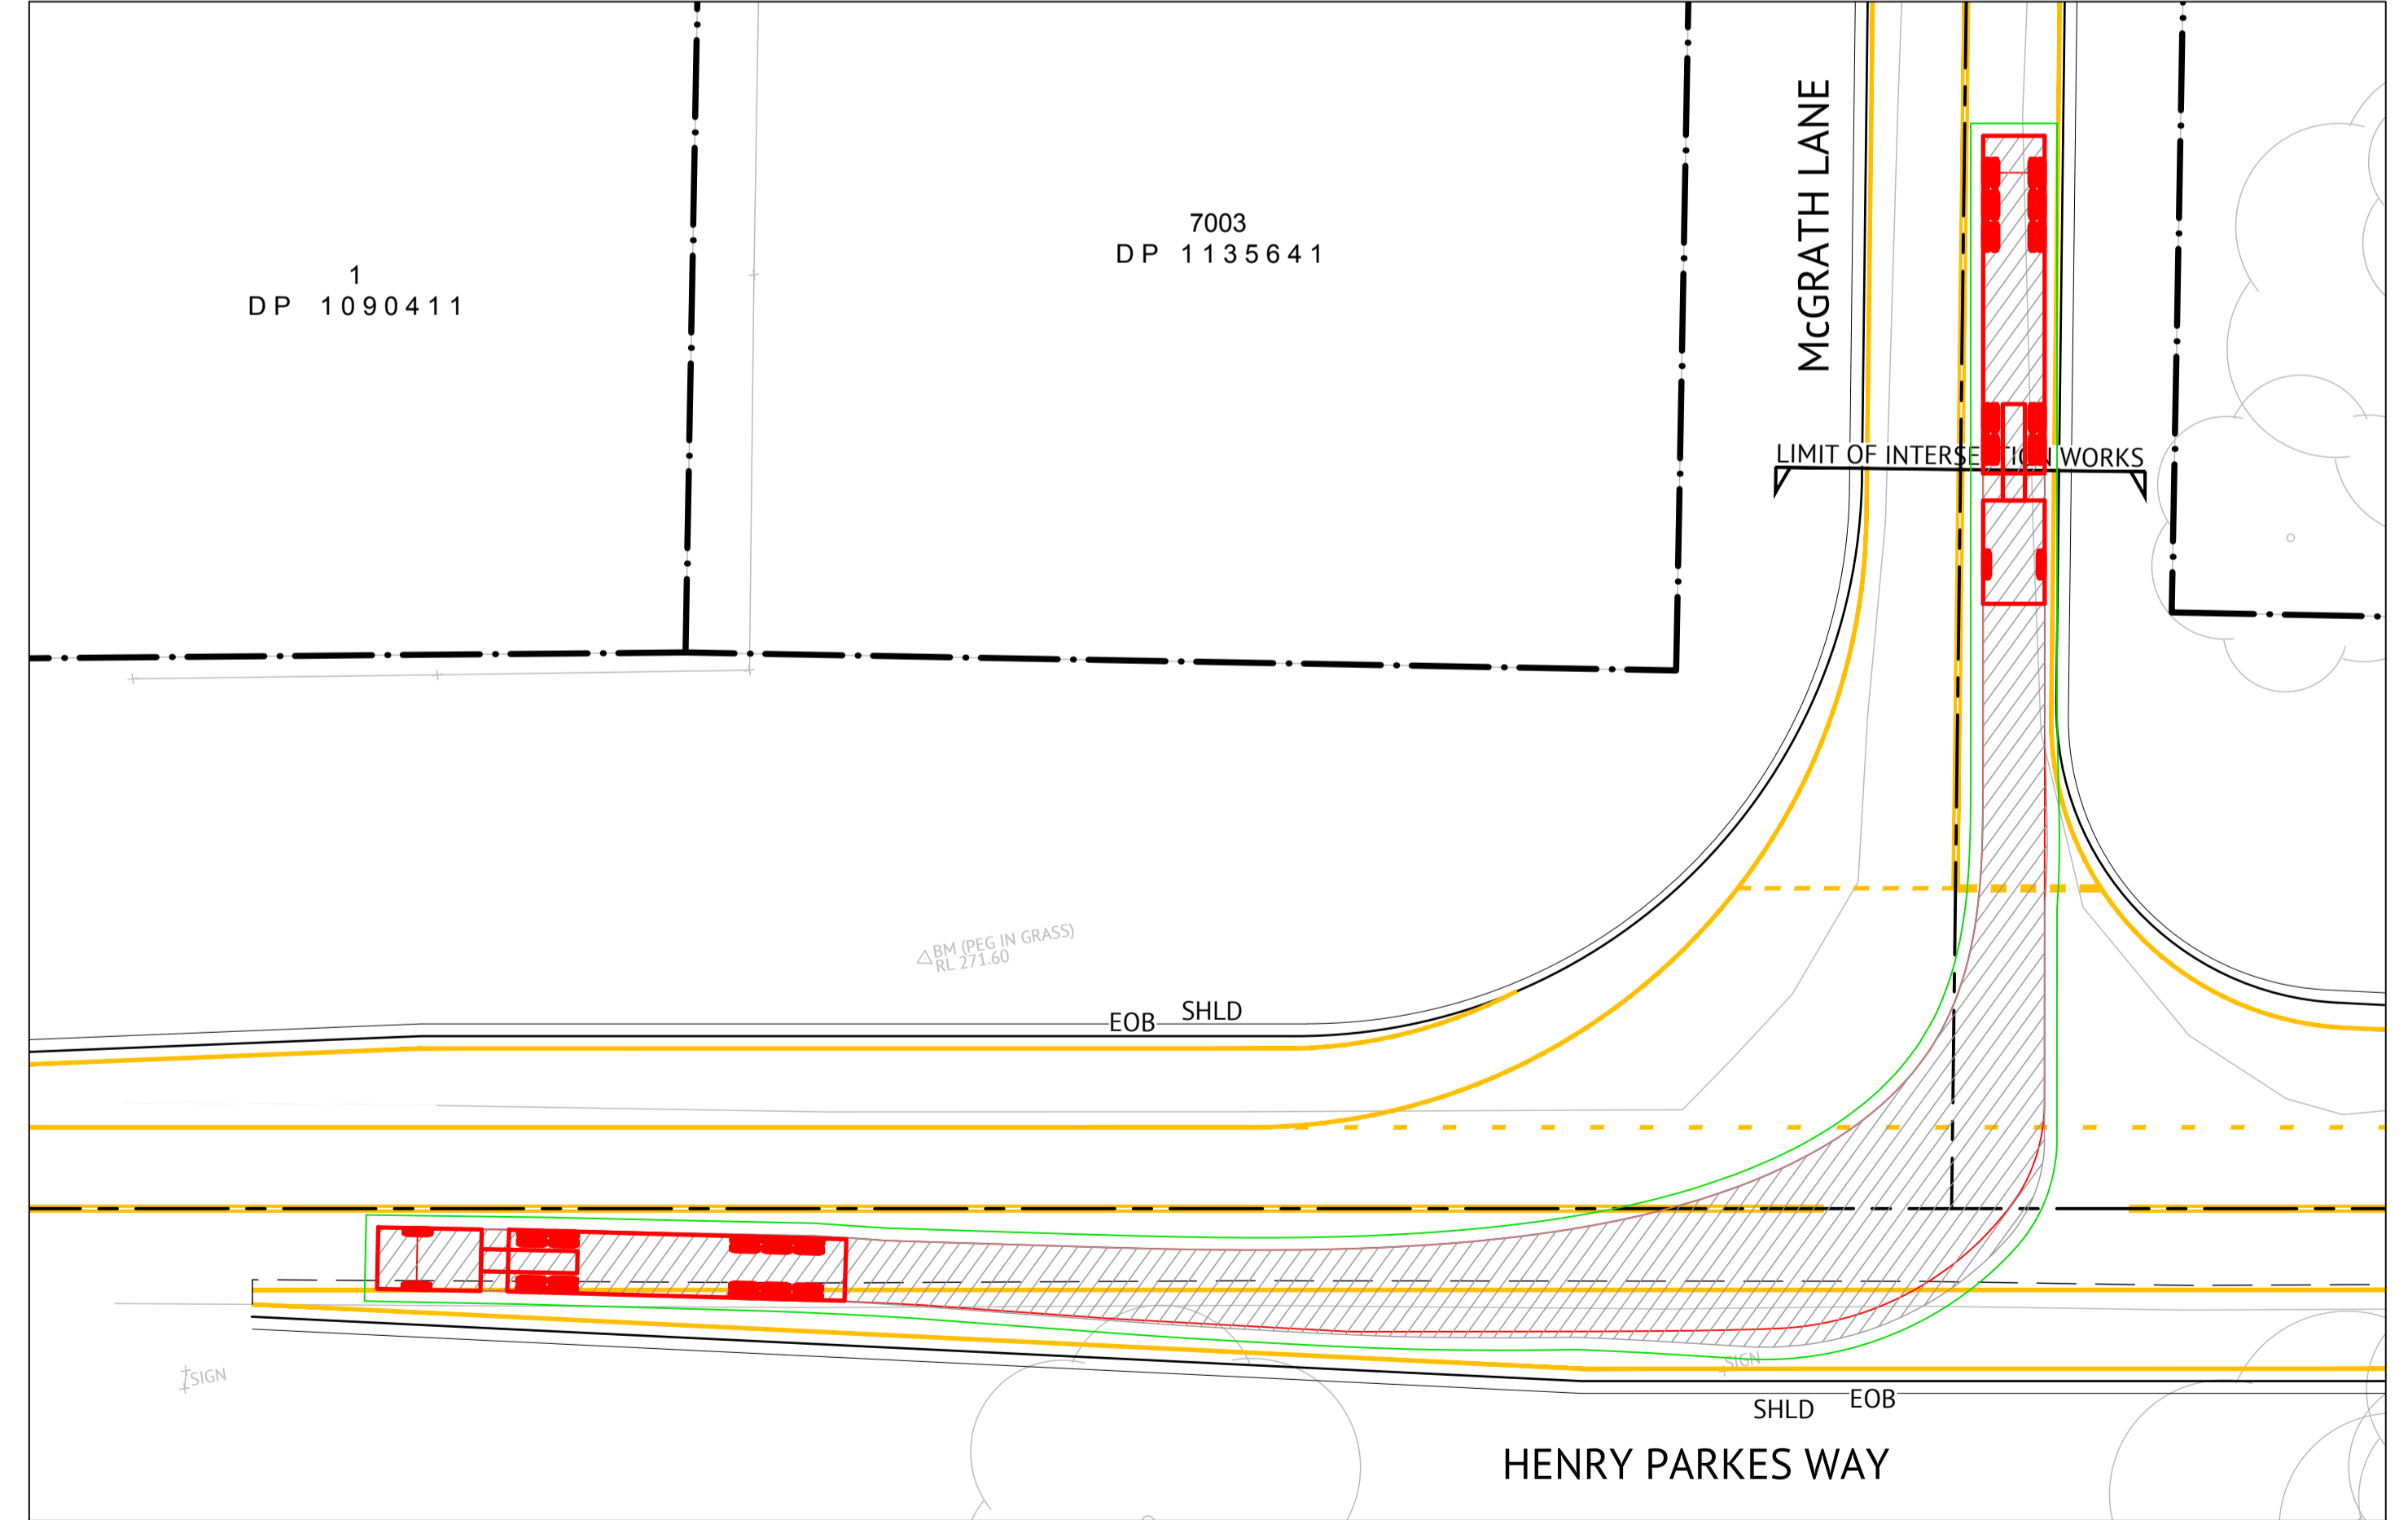 McGRATH LANE
7003
DP 1135641
1
DP 1090411
LIMIT OF INTERSECTION WORKS
BM (PEG IN GRASS)
RL 271.60
SHLD
EOB
SIGN
SIGN
EOB
SHLD
HENRY PARKES WAY